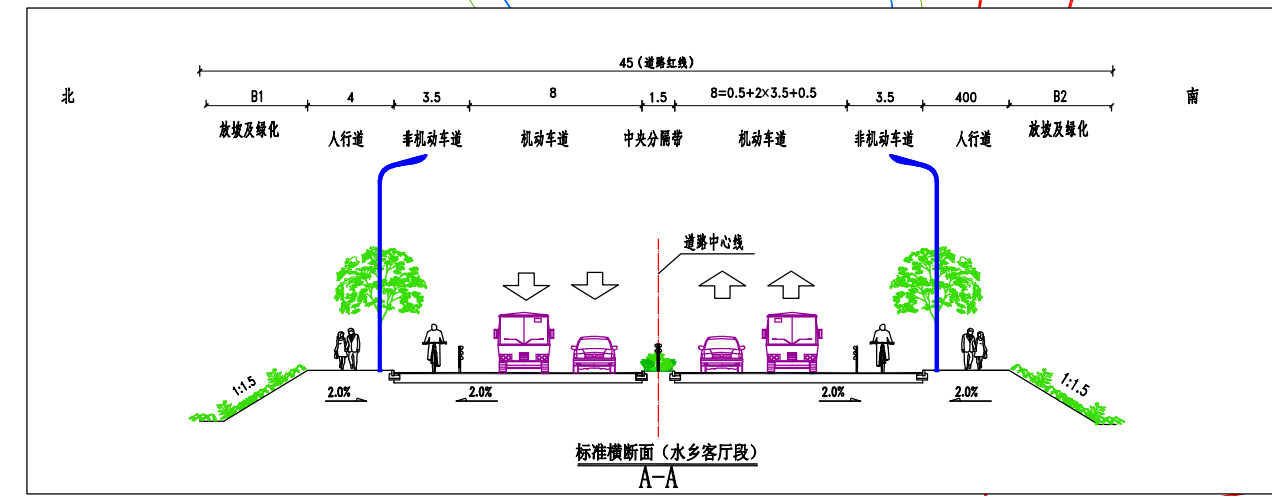 45（道路红线）
北
B1 4 3.5 8 1.5 8=0.5+2×3.5+0.5 3.5 400 B2
南
放坡及绿化 人行道 非机动车道 机动车道 中央分隔带 机动车道 非机动车道 人行道 放坡及绿化
道路中心线
1:1.5 1:1.5
2.0% 2.0% 2.0% 2.0%
标准横断面（水乡客厅段）
A-A